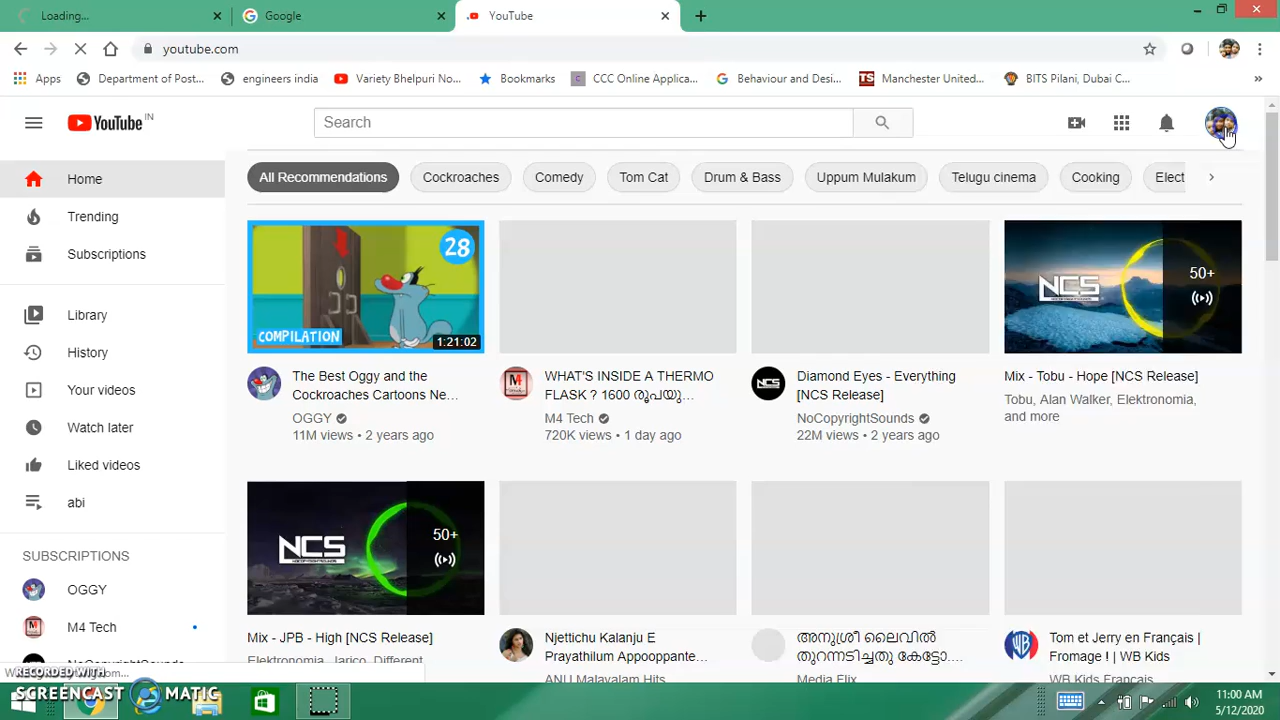 Loading...
Google
YouTube
youtube.com
Apps
Department of Post...
engineers india
Variety Bhelpuri No...
Bookmarks
CCC Online Applica...
Behaviour and Desi...
Manchester United...
BITS Pilani, Dubai C...
»
YouTube IN
Search
Home
Trending
Subscriptions
Library
History
Your videos
Watch later
Liked videos
abi
SUBSCRIPTIONS
OGGY
M4 Tech
All Recommendations
Cockroaches
Comedy
Tom Cat
Drum & Bass
Uppum Mulakum
Telugu cinema
Cooking
Elect
28
COMPILATION
1:21:02
NCS
50+
The Best Oggy and the
Cockroaches Cartoons Ne...
OGGY
11M views • 2 years ago
WHAT'S INSIDE A THERMO
FLASK ? 1600 രൂപയു...
M4 Tech
720K views • 1 day ago
Diamond Eyes - Everything
[NCS Release]
NoCopyrightSounds
22M views • 2 years ago
Mix - Tobu - Hope [NCS Release]
Tobu, Alan Walker, Elektronomia,
and more
NCS
50+
Mix - JPB - High [NCS Release]
Elektronomia, Jarico, Different
Njettichu Kalanju E
Prayathilum Appooppante...
ANU Malayalam Hits
അനുശ്രീ ലൈവിൽ
തുറന്നടിച്ചതു കേട്ടോ....
Media Flix
Tom et Jerry en Français |
Fromage ! | WB Kids
WB Kids Français
RECORDED WITH
SCREENCAST MATIC
11:00 AM
5/12/2020